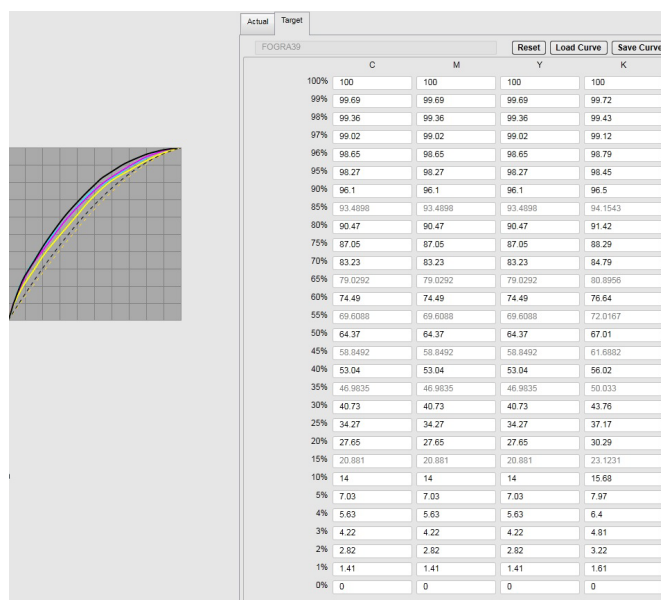 Actual Target
FOGRA39 Reset Load Curve Save Curve
C M Y K
100% 100 100 100 100
99% 99.69 99.69 99.69 99.72
98% 99.36 99.36 99.36 99.43
97% 99.02 99.02 99.02 99.12
96% 98.65 98.65 98.65 98.79
95% 98.27 98.27 98.27 98.45
90% 96.1 96.1 96.1 96.5
85% 93.4898 93.4898 93.4898 94.1543
80% 90.47 90.47 90.47 91.42
75% 87.05 87.05 87.05 88.29
70% 83.23 83.23 83.23 84.79
65% 79.0292 79.0292 79.0292 80.8956
60% 74.49 74.49 74.49 76.64
55% 69.6088 69.6088 69.6088 72.0167
50% 64.37 64.37 64.37 67.01
45% 58.8492 58.8492 58.8492 61.6882
40% 53.04 53.04 53.04 56.02
35% 46.9835 46.9835 46.9835 50.033
30% 40.73 40.73 40.73 43.76
25% 34.27 34.27 34.27 37.17
20% 27.65 27.65 27.65 30.29
15% 20.881 20.881 20.881 23.1231
10% 14 14 14 15.68
5% 7.03 7.03 7.03 7.97
4% 5.63 5.63 5.63 6.4
3% 4.22 4.22 4.22 4.81
2% 2.82 2.82 2.82 3.22
1% 1.41 1.41 1.41 1.61
0% 0 0 0 0